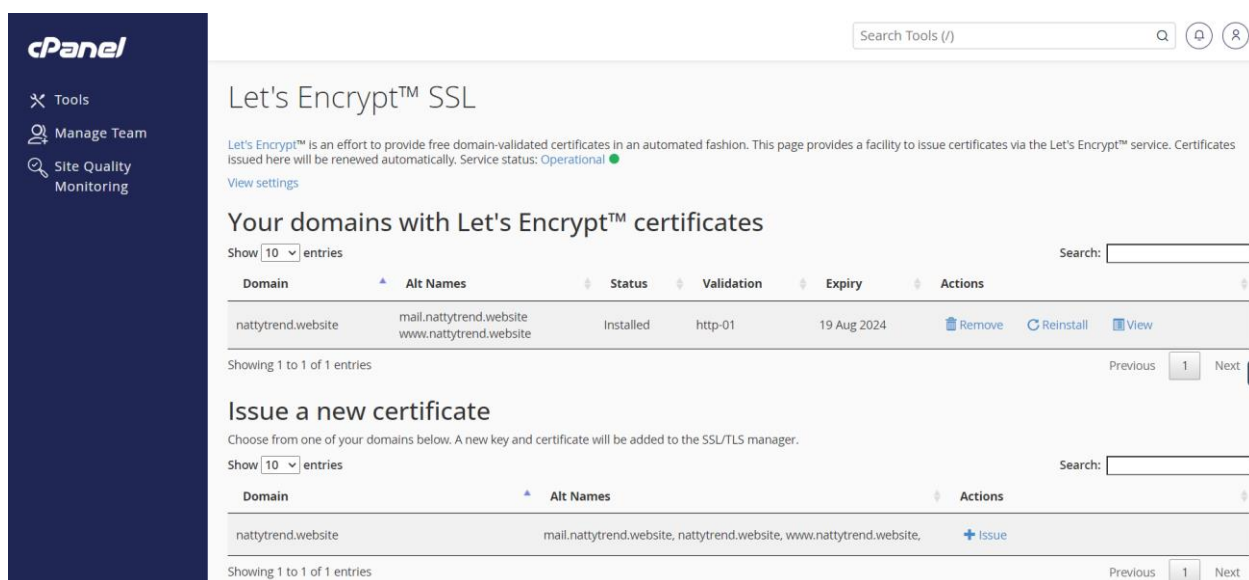 cPanel
Search Tools (/)
Tools
Manage Team
Site Quality
Monitoring
Let's Encrypt™ SSL
Let's Encrypt™ is an effort to provide free domain-validated certificates in an automated fashion. This page provides a facility to issue certificates via the Let's Encrypt™ service. Certificates
issued here will be renewed automatically. Service status: Operational
View settings
Your domains with Let's Encrypt™ certificates
Show 10 entries Search:
Domain Alt Names Status Validation Expiry Actions
nattytrend.website mail.nattytrend.website Installed http-01 19 Aug 2024 Remove Reinstall View
www.nattytrend.website
Showing 1 to 1 of 1 entries Previous 1 Next
Issue a new certificate
Choose from one of your domains below. A new key and certificate will be added to the SSL/TLS manager.
Show 10 entries Search:
Domain Alt Names Actions
nattytrend.website mail.nattytrend.website, nattytrend.website, www.nattytrend.website, Issue
Showing 1 to 1 of 1 entries Previous 1 Next